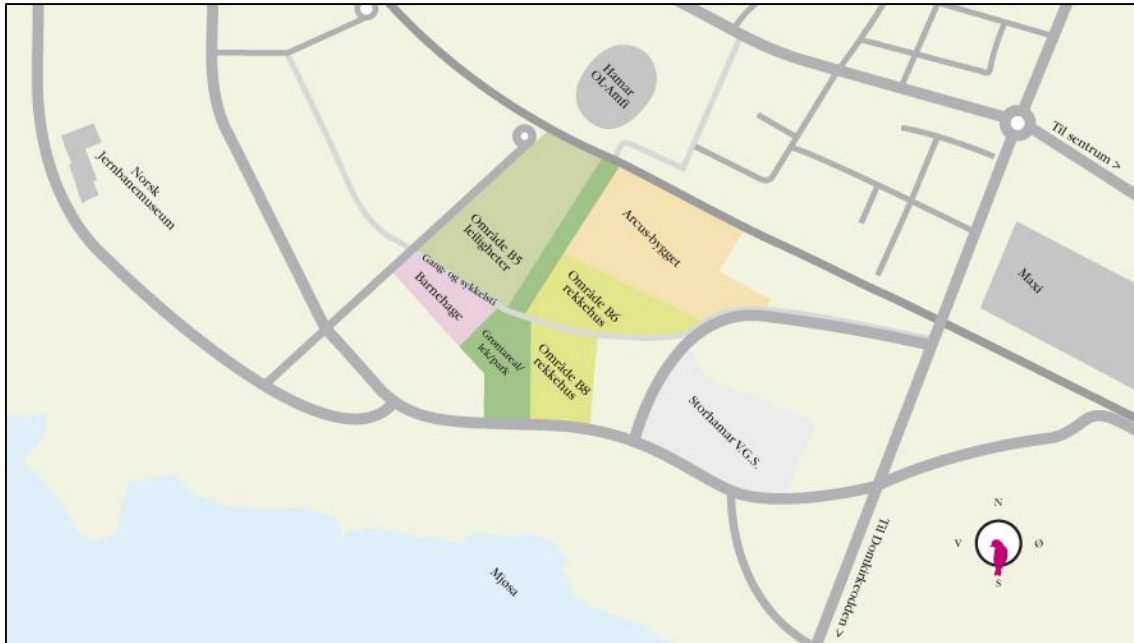 Hamar
OL-Amfi
Til sentrum >
Norsk
Jernbanemuseum
Område B5
leiligheter
Arcus-bygget
Maxi
Gang- og sykkelsti
Barnehage
Område B6
rekkehus
Grøntareal/
lek/park
Område B8
rekkehus
Storhamar V.G.S.
N
V
Ø
S
Til Domkirkeodden >
Mjøsa